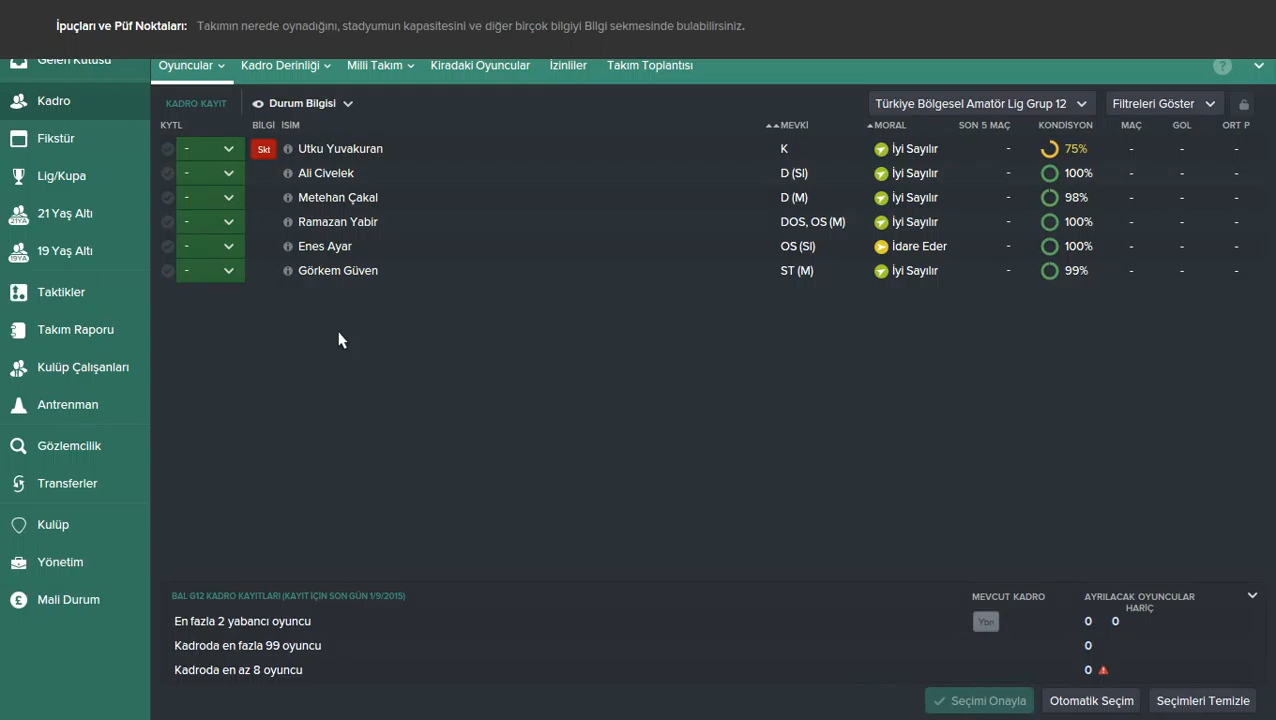 İpuçları ve Püf Noktaları: Takımın nerede oynadığını, stadyumun kapasitesini ve diğer birçok bilgiyi Bilgi sekmesinde bulabilirsiniz.
Gelen Kutusu
Oyuncular Kadro Derinliği Milli Takım Kiradaki Oyuncular İzinliler Takım Toplantısı ?
Kadro
Fikstür
Lig/Kupa
21YA 21 Yaş Altı
19YA 19 Yaş Altı
Taktikler
Takım Raporu
Kulüp Çalışanları
Antrenman
Gözlemcilik
Transferler
Kulüp
Yönetim
£ Mali Durum
KADRO KAYIT Durum Bilgisi Türkiye Bölgesel Amatör Lig Grup 12 Filtreleri Göster
KYTL BİLGİ İSİM MEVKİ MORAL SON 5 MAÇ KONDİSYON MAÇ GOL ORT P
- Skt Utku Yuvakuran K İyi Sayılır - 75% - - -
- Ali Civelek D (Sl) İyi Sayılır - 100% - - -
- Metehan Çakal D (M) İyi Sayılır - 98% - - -
- Ramazan Yabir DOS, OS (M) İyi Sayılır - 100% - - -
- Enes Ayar OS (Sl) İdare Eder - 100% - - -
- Görkem Güven ST (M) İyi Sayılır - 99% - - -
BAL G12 KADRO KAYITLARI (KAYIT İÇİN SON GÜN 1/9/2015) MEVCUT KADRO AYRILACAK OYUNCULAR HARİÇ
En fazla 2 yabancı oyuncu Ybn 0 0
Kadroda en fazla 99 oyuncu 0
Kadroda en az 8 oyuncu 0
Seçimi Onayla Otomatik Seçim Seçimleri Temizle